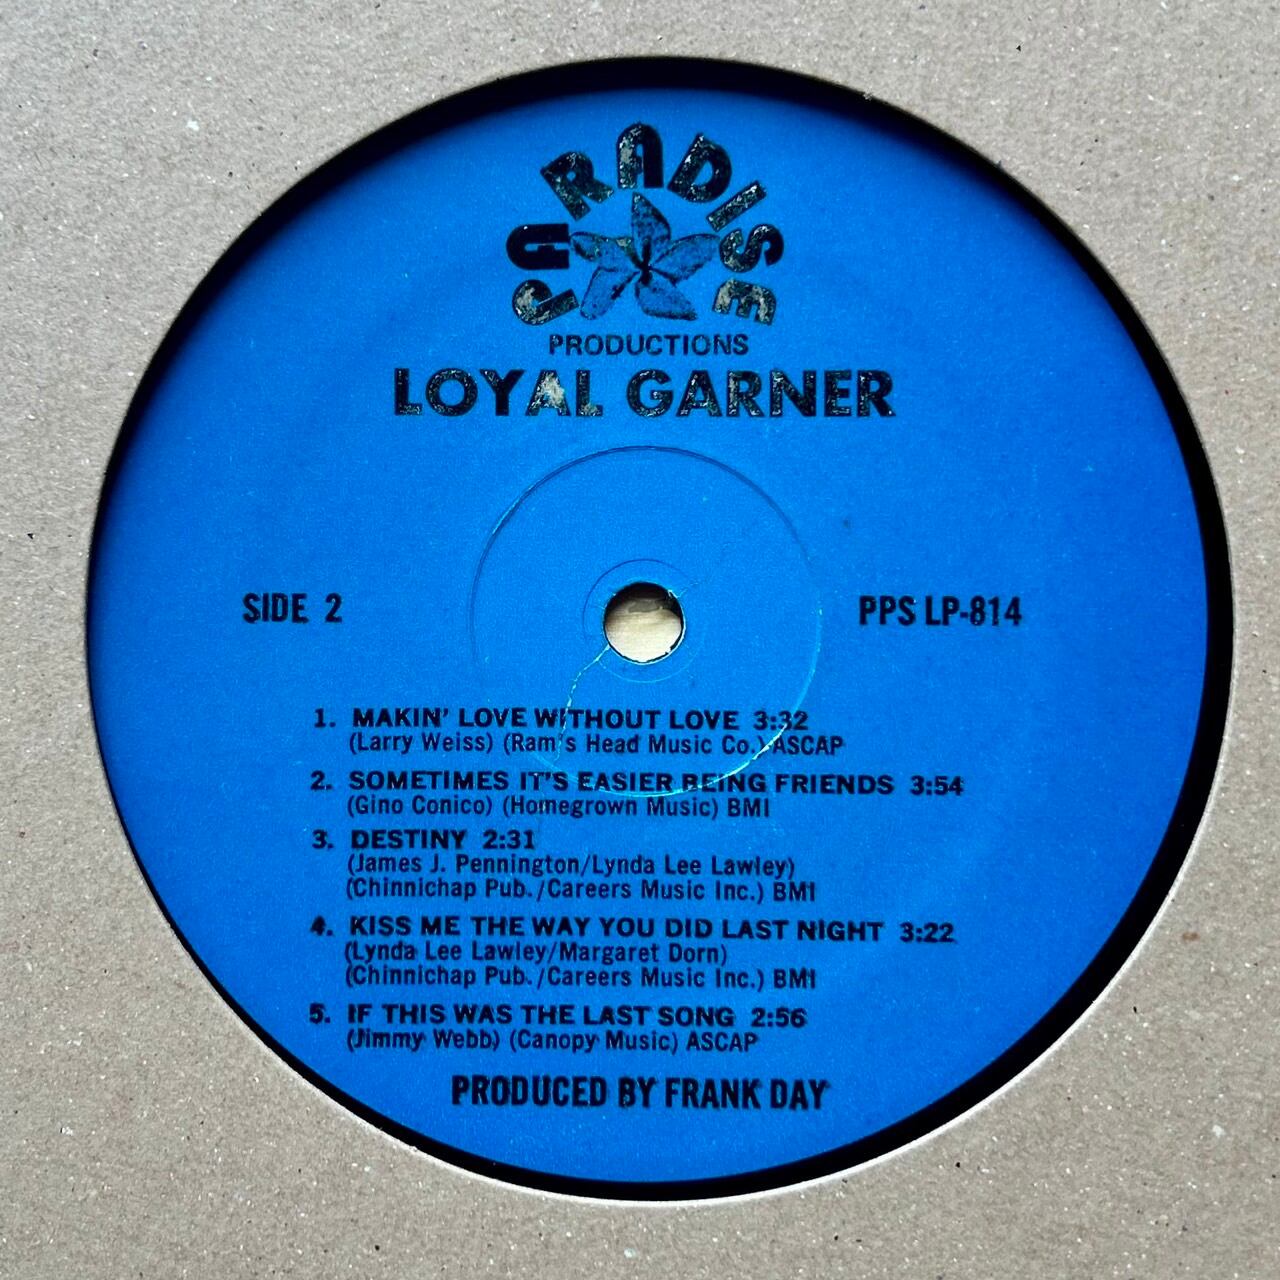 PARADISE
PRODUCTIONS
LOYAL GARNER
SIDE 2
PPS LP-814
1. MAKIN' LOVE WITHOUT LOVE 3:32
(Larry Weiss) (Ram's Head Music Co.) ASCAP
2. SOMETIMES IT'S EASIER BEING FRIENDS 3:54
(Gino Conico) (Homegrown Music) BMI
3. DESTINY 2:31
(James J. Pennington/Lynda Lee Lawley)
(Chinnichap Pub./Careers Music Inc.) BMI
4. KISS ME THE WAY YOU DID LAST NIGHT 3:22
(Lynda Lee Lawley/Margaret Dorn)
(Chinnichap Pub./Careers Music Inc.) BMI
5. IF THIS WAS THE LAST SONG 2:56
(Jimmy Webb) (Canopy Music) ASCAP
PRODUCED BY FRANK DAY